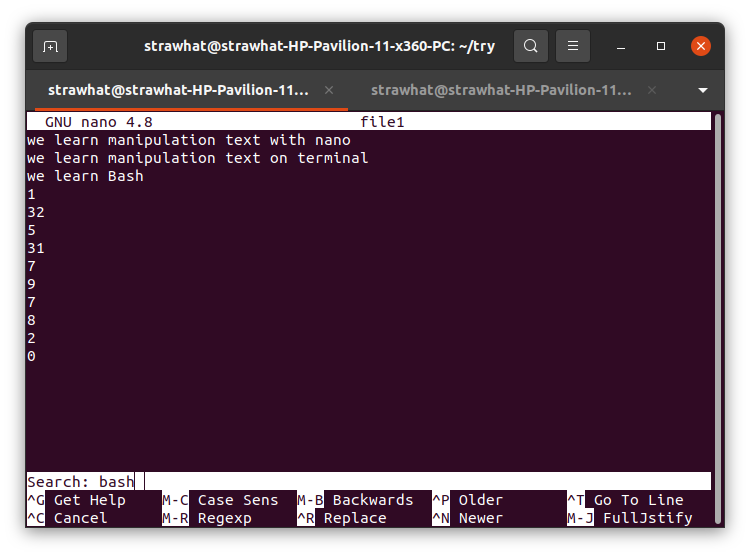 strawhat@strawhat-HP-Pavilion-11-x360-PC: ~/try
strawhat@strawhat-HP-Pavilion-11... × strawhat@strawhat-HP-Pavilion-11... ×
GNU nano 4.8 file1
we learn manipulation text with nano
we learn manipulation text on terminal
we learn Bash
1
32
5
31
7
9
7
8
2
0
Search: bash
^G Get Help M-C Case Sens M-B Backwards ^P Older ^T Go To Line
^C Cancel M-R Regexp ^R Replace ^N Newer M-J FullJstify